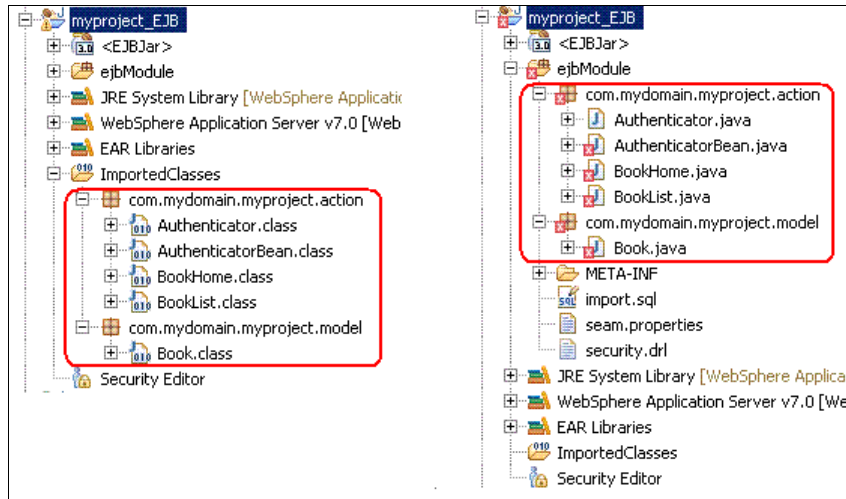 myproject_EJB
<EJBJar>
ejbModule
JRE System Library [WebSphere Applicatic
WebSphere Application Server v7.0 [Web
EAR Libraries
ImportedClasses
com.mydomain.myproject.action
Authenticator.class
AuthenticatorBean.class
BookHome.class
BookList.class
com.mydomain.myproject.model
Book.class
Security Editor
myproject_EJB
<EJBJar>
ejbModule
com.mydomain.myproject.action
Authenticator.java
AuthenticatorBean.java
BookHome.java
BookList.java
com.mydomain.myproject.model
Book.java
META-INF
import.sql
seam.properties
security.drl
JRE System Library [WebSphere Applica
WebSphere Application Server v7.0 [We
EAR Libraries
ImportedClasses
Security Editor